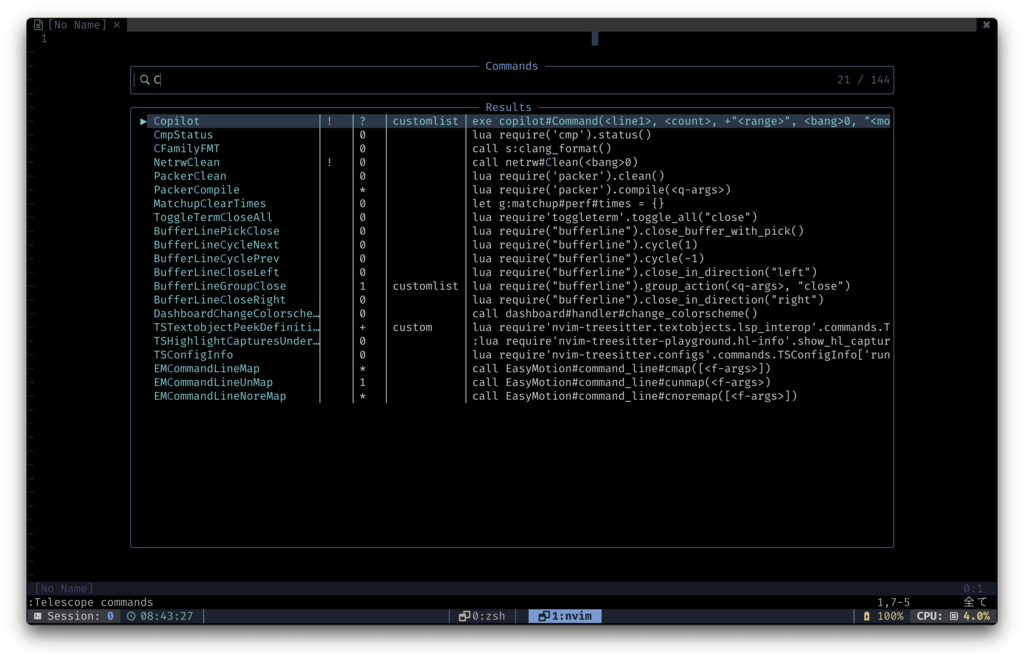 [No Name] ×
1
Commands
C 21 / 144
Results
Copilot ! ? customlist exe copilot#Command(<line1>, <count>, +"<range>", <bang>0, "<mo
CmpStatus 0 lua require('cmp').status()
CFamilyFMT 0 call s:clang_format()
NetrwClean ! 0 call netrw#Clean(<bang>0)
PackerClean 0 lua require('packer').clean()
PackerCompile * lua require('packer').compile(<q-args>)
MatchupClearTimes 0 let g:matchup#perf#times = {}
ToggleTermCloseAll 0 lua require'toggleterm'.toggle_all("close")
BufferLinePickClose 0 lua require("bufferline").close_buffer_with_pick()
BufferLineCycleNext 0 lua require("bufferline").cycle(1)
BufferLineCyclePrev 0 lua require("bufferline").cycle(-1)
BufferLineCloseLeft 0 lua require("bufferline").close_in_direction("left")
BufferLineGroupClose 1 customlist lua require("bufferline").group_action(<q-args>, "close")
BufferLineCloseRight 0 lua require("bufferline").close_in_direction("right")
DashboardChangeColorsche… 0 call dashboard#handler#change_colorscheme()
TSTextobjectPeekDefiniti… + custom lua require'nvim-treesitter.textobjects.lsp_interop'.commands.T
TSHighlightCapturesUnder… 0 :lua require'nvim-treesitter-playground.hl-info'.show_hl_captur
TSConfigInfo 0 lua require'nvim-treesitter.configs'.commands.TSConfigInfo['run
EMCommandLineMap * call EasyMotion#command_line#cmap([<f-args>])
EMCommandLineUnMap 1 call EasyMotion#command_line#cunmap(<f-args>)
EMCommandLineNoreMap * call EasyMotion#command_line#cnoremap([<f-args>])
[No Name] 0:1
:Telescope commands 1,7-5 全て
Session: 0 08:43:27 0:zsh 1:nvim 100% CPU: 4.0%